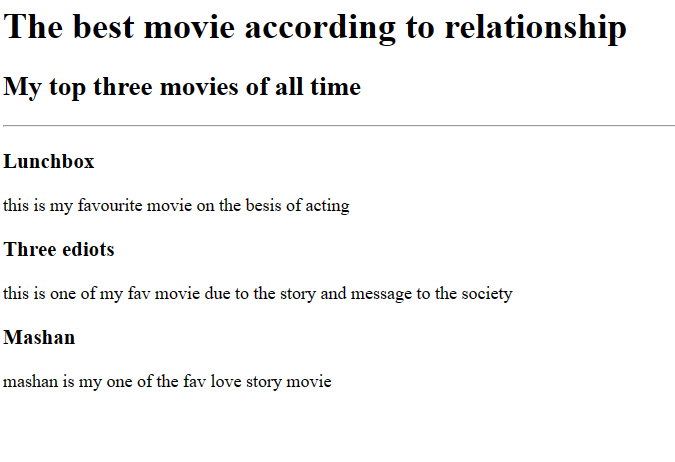 The best movie according to relationship
My top three movies of all time
Lunchbox
this is my favourite movie on the besis of acting
Three ediots
this is one of my fav movie due to the story and message to the society
Mashan
mashan is my one of the fav love story movie